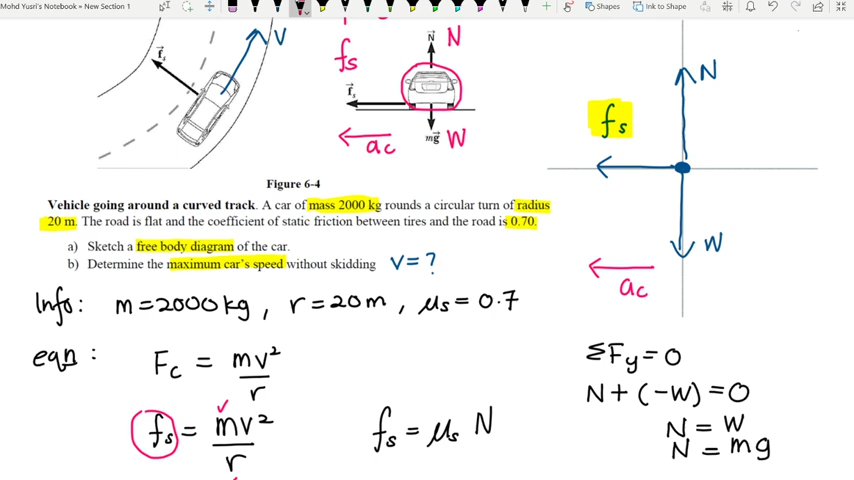 Mohd Yusri's Notebook » New Section 1
Shapes
Ink to Shape
V
f⃗s
fs
N⃗
N
f⃗s
ac
mg⃗
W
N
fs
W
ac
Figure 6-4
Vehicle going around a curved track. A car of mass 2000 kg rounds a circular turn of radius
20 m. The road is flat and the coefficient of static friction between tires and the road is 0.70.
a) Sketch a free body diagram of the car.
b) Determine the maximum car's speed without skidding V = ?
Info: m = 2000 kg, r = 20 m, μs = 0.7
eqn: Fc = mv²/r
fs = mv²/r
fs = μs N
ΣFy = 0
N + (-W) = 0
N = W
N = mg